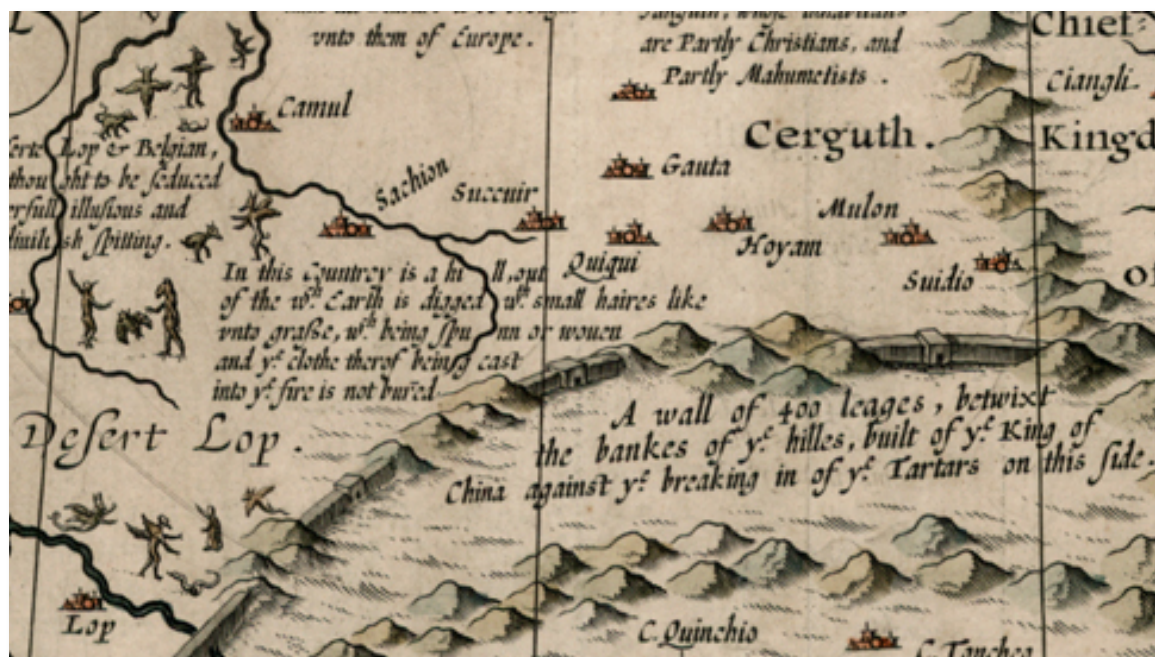 vnto them of Europe.
are Partly Christians, and
Partly Mahumetists.
Chief
Ciangli.
Camul
Cerguth.
Kingd
Lop & Belgian,
to be ſeduced
illuſions and
ſpitting.
Sachion
Succuir
Gauta
Quiqui
Hoyam
Mulon
Suidio
In this Countrey is a hill, out
of the wᶜʰ Earth is digged wᵗʰ small haires like
vnto graſse, wᶜʰ being ſpunn or wouen
and yᵉ clothe therof being cast
into yᵉ fire is not bured
Deſert Lop.
A wall of 400 leages, betwixt
the bankes of yᵉ hilles, built of yᵉ King of
China against yᵉ breaking in of yᵉ Tartars on this ſide.
Lop
C. Quinchio